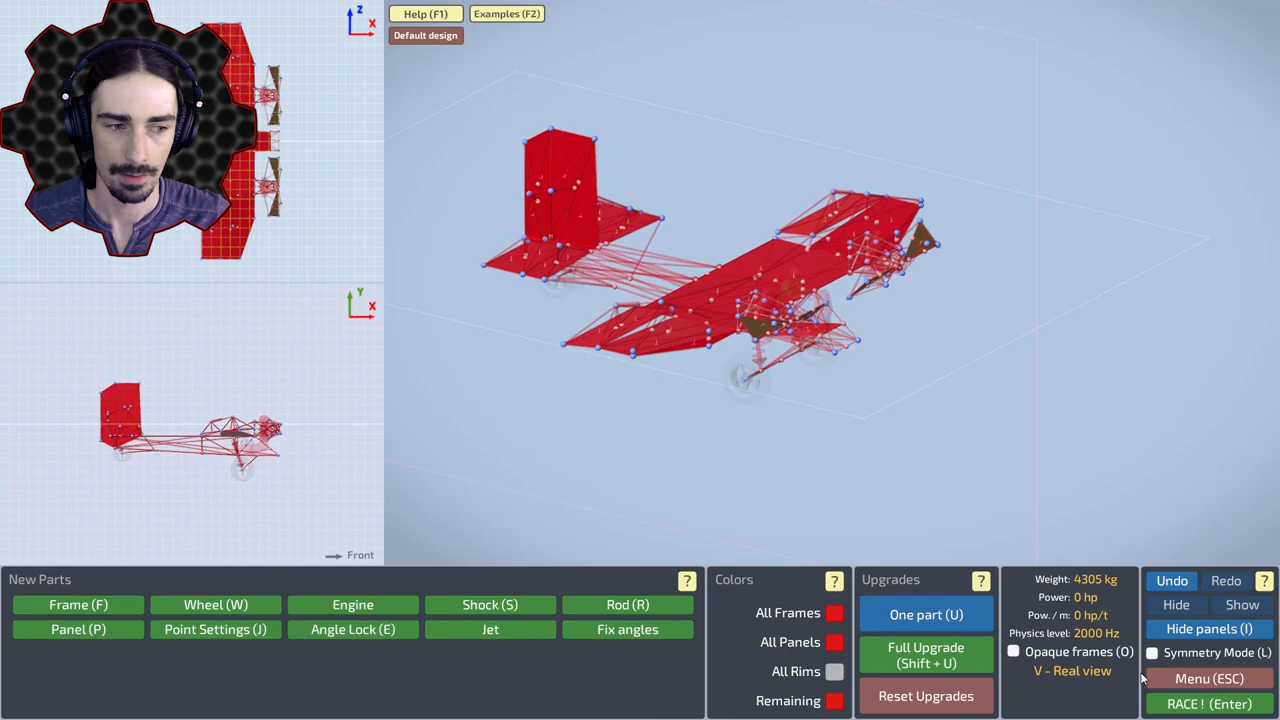 Z
X
Help (F1)
Examples (F2)
Default design
Y
X
Front
New Parts
?
Frame (F)
Wheel (W)
Engine
Shock (S)
Rod (R)
Panel (P)
Point Settings (J)
Angle Lock (E)
Jet
Fix angles
Colors
?
All Frames
All Panels
All Rims
Remaining
Upgrades
?
One part (U)
Full Upgrade
(Shift + U)
Reset Upgrades
Weight: 4305 kg
Power: 0 hp
Pow. / m: 0 hp/t
Physics level: 2000 Hz
Opaque frames (O)
V - Real view
Undo
Redo
?
Hide
Show
Hide panels (I)
Symmetry Mode (L)
Menu (ESC)
RACE ! (Enter)